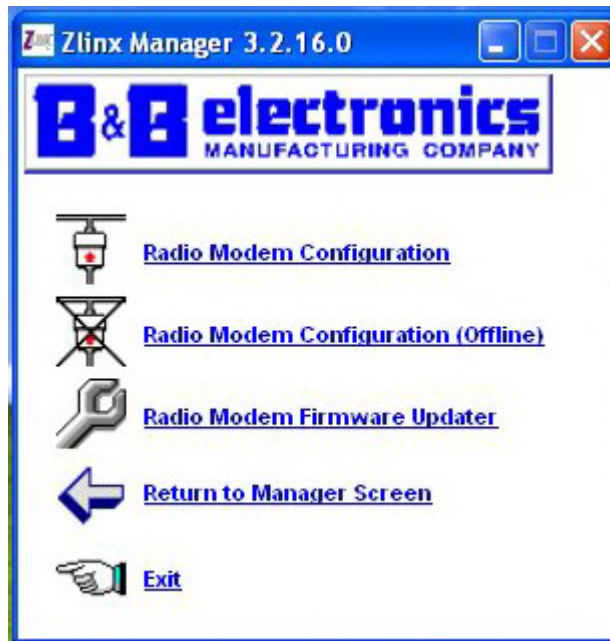 Zlinx Manager 3.2.16.0
B&B electronics
MANUFACTURING COMPANY
Radio Modem Configuration
Radio Modem Configuration (Offline)
Radio Modem Firmware Updater
Return to Manager Screen
Exit